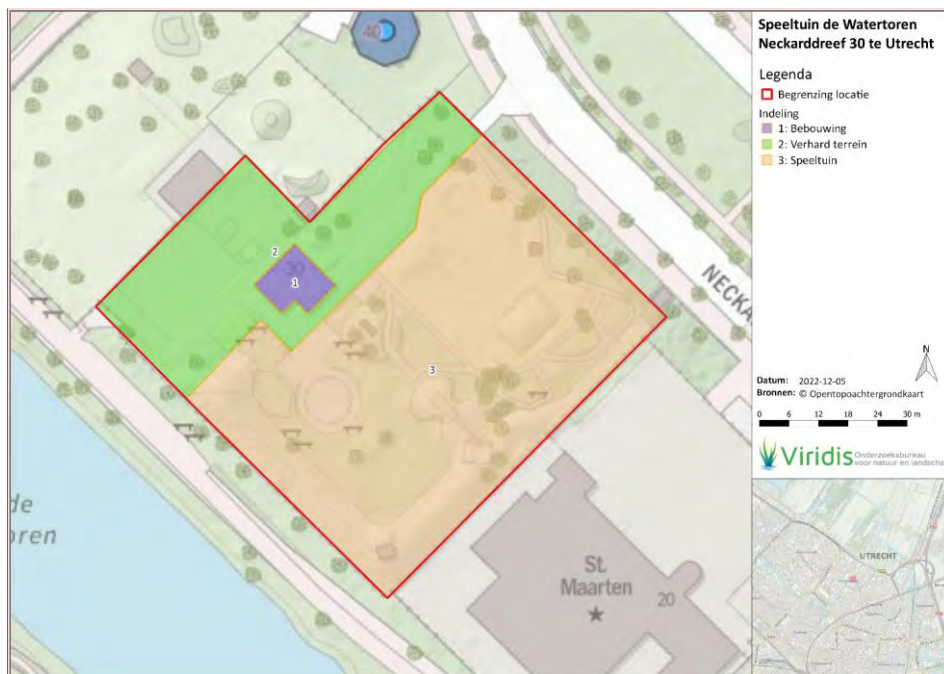 Speeltuin de Watertoren
Neckarddreef 30 te Utrecht
Legenda
Begrenzing locatie
Indeling
1: Bebouwing
2: Verhard terrein
3: Speeltuin
N
Datum: 2022-12-05
Bronnen: © Opentopoachtergrondkaart
0 6 12 18 24 30 m
Viridis Onderzoeksbureau
voor natuur en landschap
UTRECHT
40
NECKA
2
30
1
3
de
oren
St.
Maarten
20